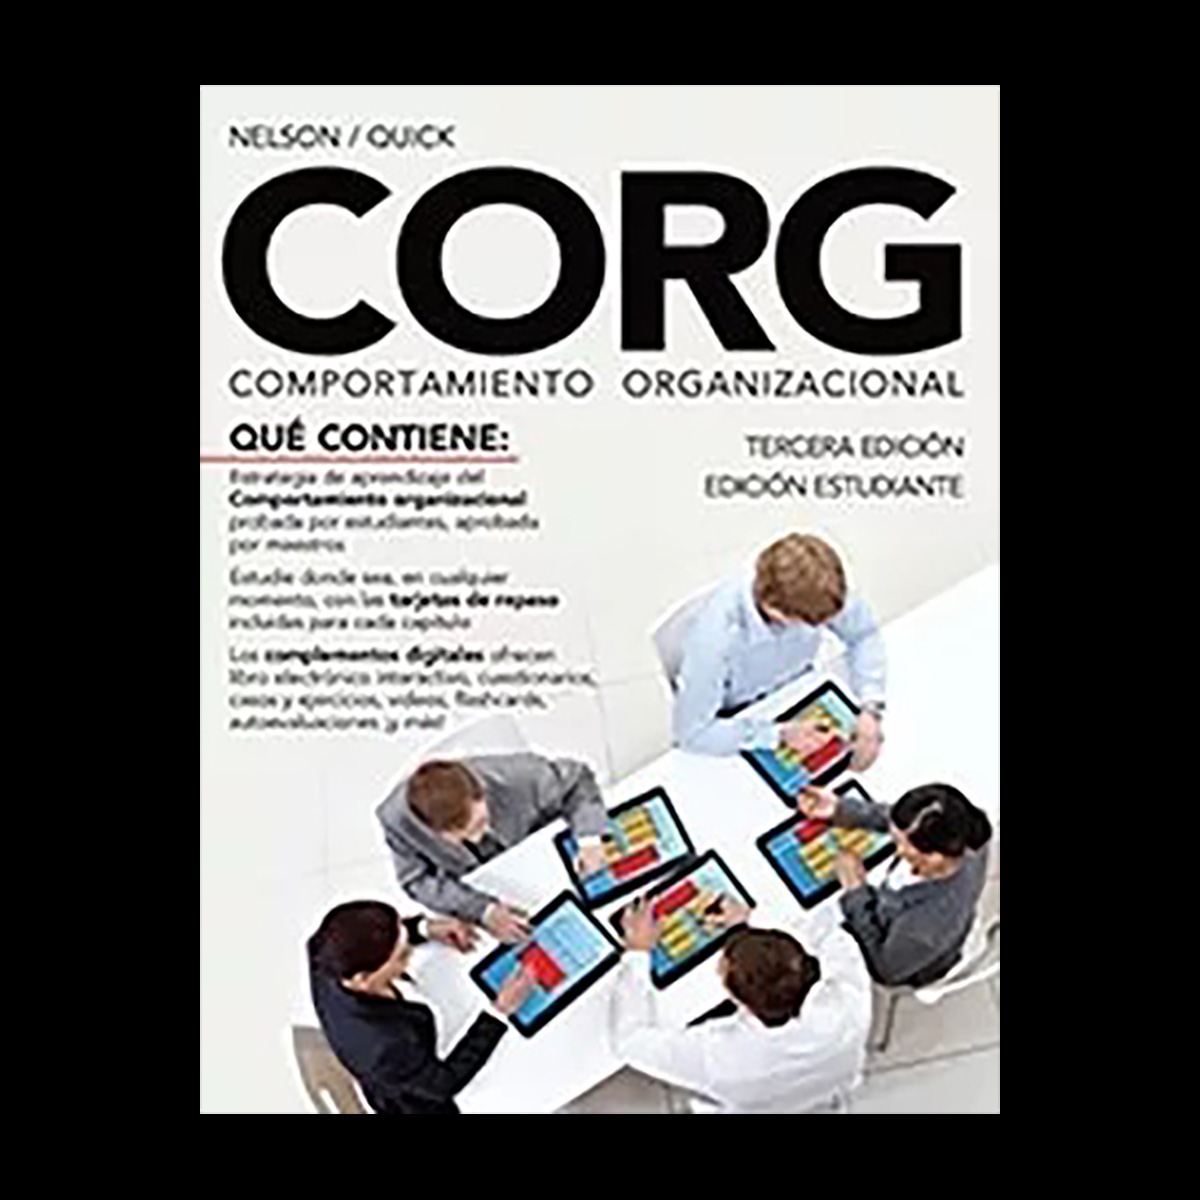 NELSON / QUICK
CORG
COMPORTAMIENTO ORGANIZACIONAL
QUÉ CONTIENE:
TERCERA EDICIÓN
EDICIÓN ESTUDIANTE
Estrategia de aprendizaje del
Comportamiento organizacional
probada por estudiantes, aprobada
por maestros
Estudie donde sea, en cualquier
momento, con las tarjetas de repaso
incluidas para cada capítulo
Los complementos digitales ofrecen
libro electrónico interactivo, cuestionarios,
casos y ejercicios, videos, flashcards,
autoevaluaciones ¡y más!